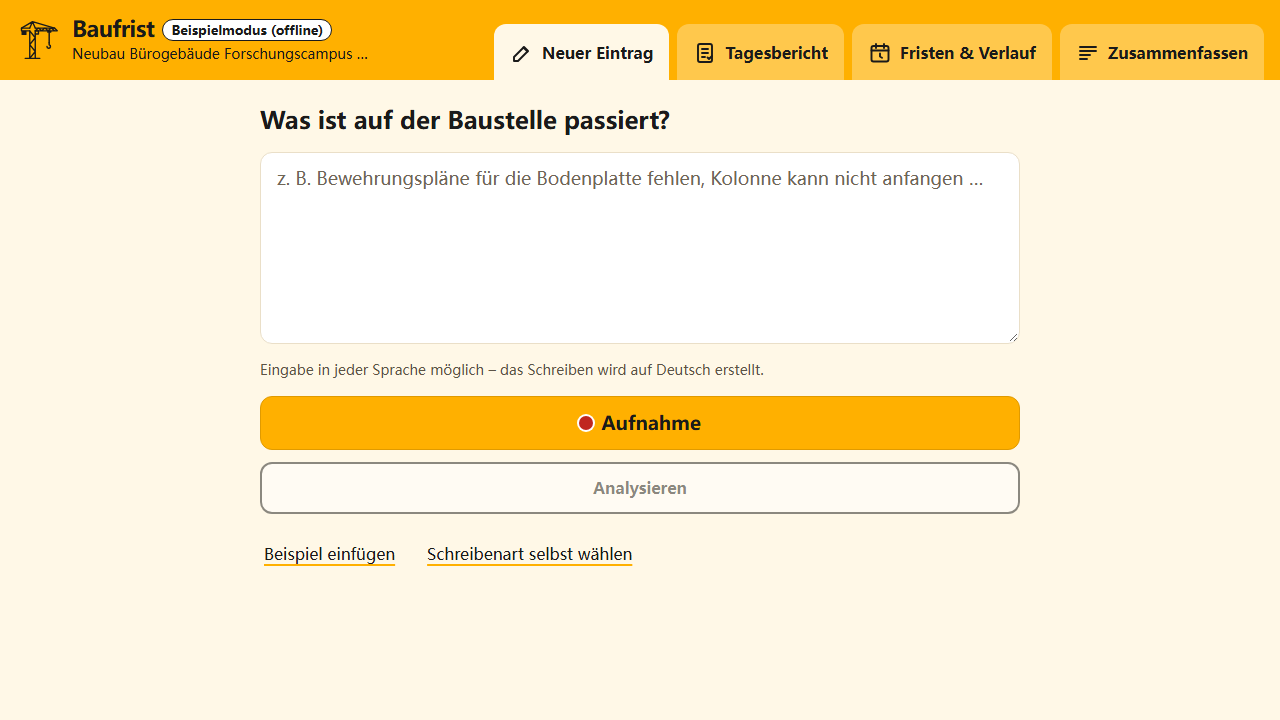 Baufrist
Beispielmodus (offline)
Neubau Bürogebäude Forschungscampus ...
Neuer Eintrag
Tagesbericht
Fristen & Verlauf
Zusammenfassen
Was ist auf der Baustelle passiert?
z. B. Bewehrungspläne für die Bodenplatte fehlen, Kolonne kann nicht anfangen ...
Eingabe in jeder Sprache möglich – das Schreiben wird auf Deutsch erstellt.
Aufnahme
Analysieren
Beispiel einfügen
Schreibenart selbst wählen